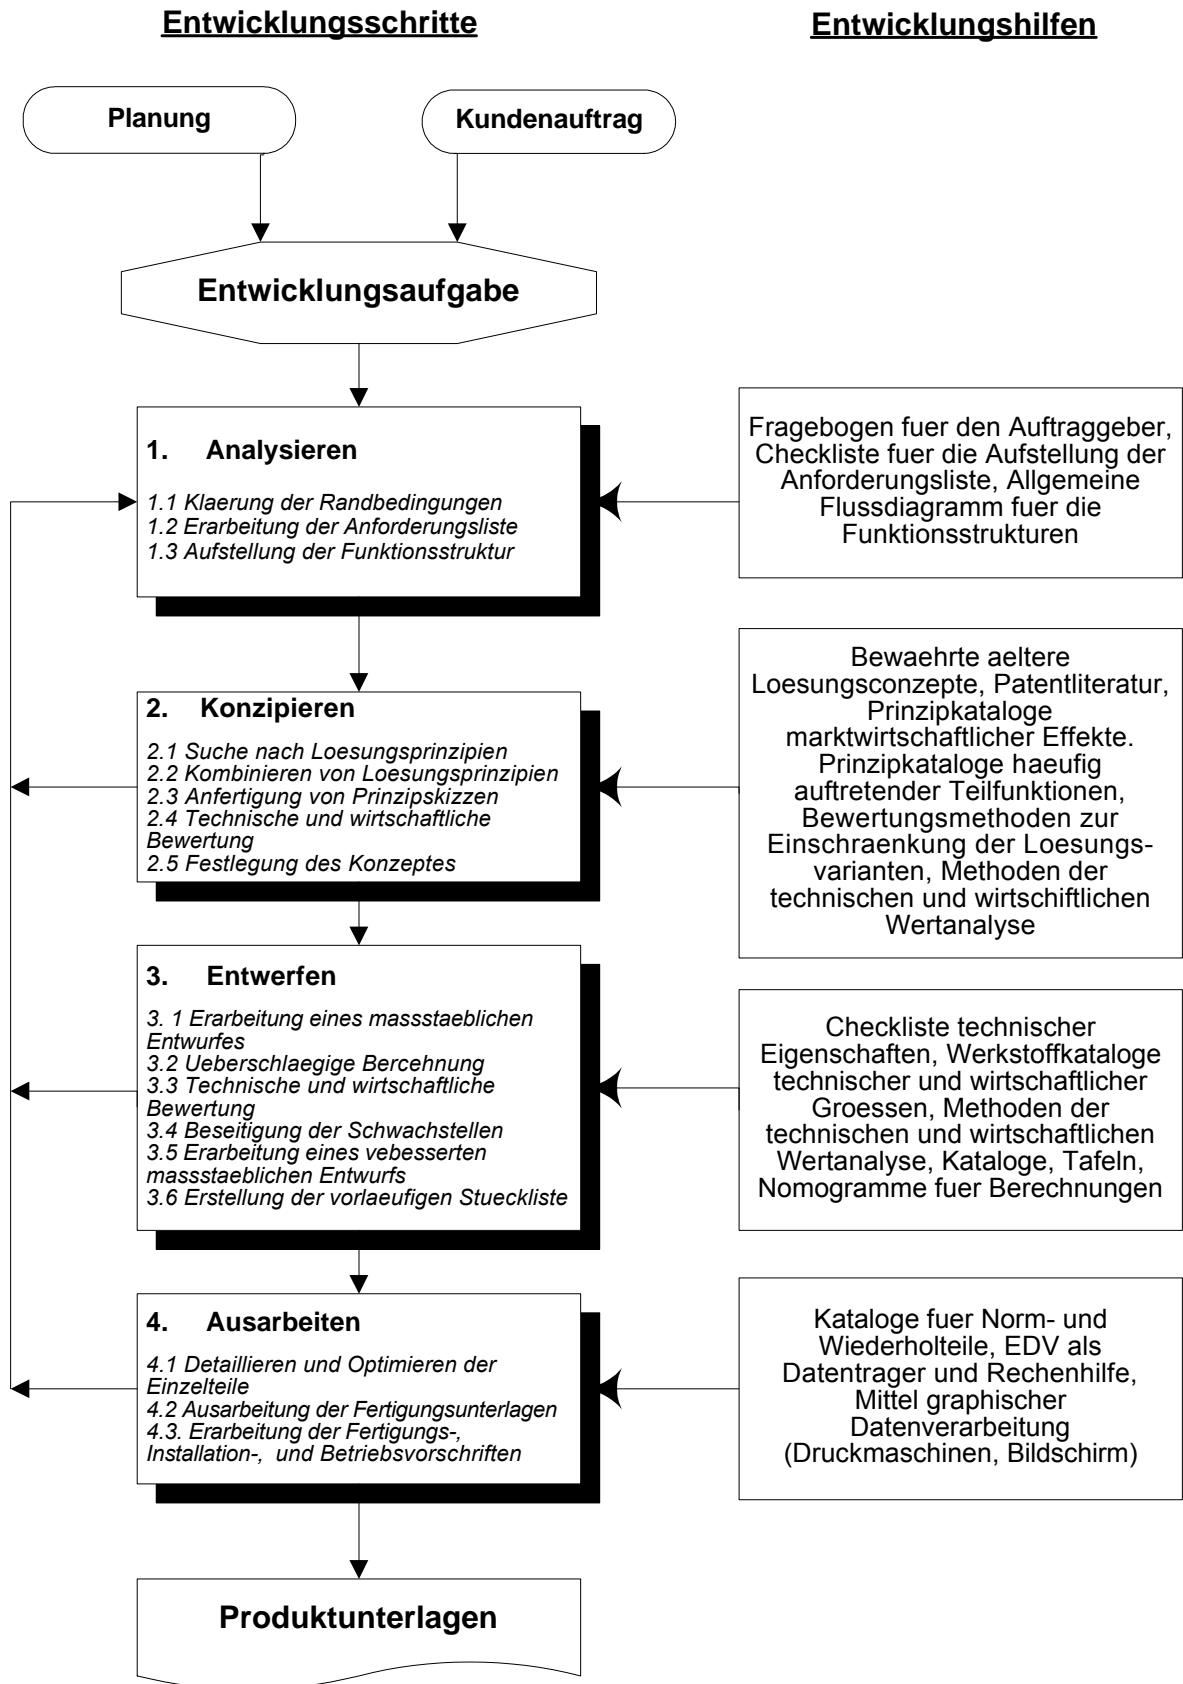 Entwicklungsschritte
Entwicklungshilfen
Planung
Kundenauftrag
Entwicklungsaufgabe
1. Analysieren
1.1 Klaerung der Randbedingungen
1.2 Erarbeitung der Anforderungsliste
1.3 Aufstellung der Funktionsstruktur
Fragebogen fuer den Auftraggeber,
Checkliste fuer die Aufstellung der
Anforderungsliste, Allgemeine
Flussdiagramm fuer die
Funktionsstrukturen
2. Konzipieren
2.1 Suche nach Loesungsprinzipien
2.2 Kombinieren von Loesungsprinzipien
2.3 Anfertigung von Prinzipskizzen
2.4 Technische und wirtschaftliche
Bewertung
2.5 Festlegung des Konzeptes
Bewaehrte aeltere
Loesungsconzepte, Patentliteratur,
Prinzipkataloge
marktwirtschaftlicher Effekte.
Prinzipkataloge haeufig
auftretender Teilfunktionen,
Bewertungsmethoden zur
Einschraenkung der Loesungs-
varianten, Methoden der
technischen und wirtschiftlichen
Wertanalyse
3. Entwerfen
3. 1 Erarbeitung eines massstaeblichen
Entwurfes
3.2 Ueberschlaegige Bercehnung
3.3 Technische und wirtschaftliche
Bewertung
3.4 Beseitigung der Schwachstellen
3.5 Erarbeitung eines vebesserten
massstaeblichen Entwurfs
3.6 Erstellung der vorlaeufigen Stueckliste
Checkliste technischer
Eigenschaften, Werkstoffkataloge
technischer und wirtschaftlicher
Groessen, Methoden der
technischen und wirtschaftlichen
Wertanalyse, Kataloge, Tafeln,
Nomogramme fuer Berechnungen
4. Ausarbeiten
4.1 Detaillieren und Optimieren der
Einzelteile
4.2 Ausarbeitung der Fertigungsunterlagen
4.3. Erarbeitung der Fertigungs-,
Installation-, und Betriebsvorschriften
Kataloge fuer Norm- und
Wiederholteile, EDV als
Datentrager und Rechenhilfe,
Mittel graphischer
Datenverarbeitung
(Druckmaschinen, Bildschirm)
Produktunterlagen